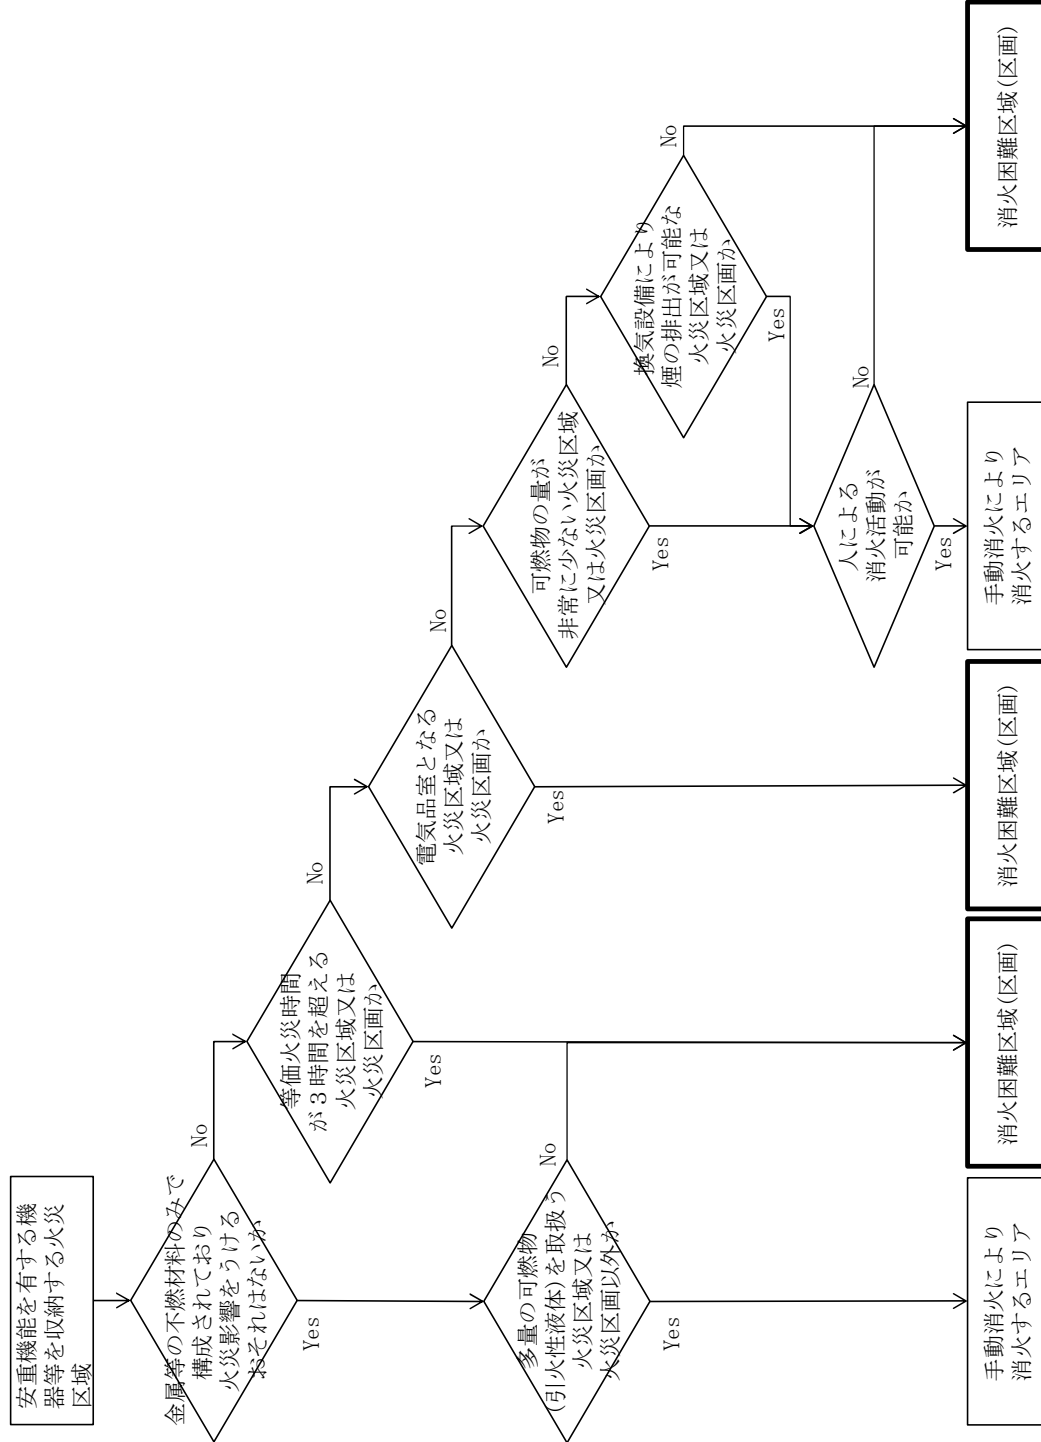 安重機能を有する機
器等を収納する火災
区域
金属等の不燃材料のみで
構成されており
火災影響をうける
おそれはないか
No
Yes
等価火災時間
が３時間を超える
火災区域又は
火災区画か
No
Yes
電気品室となる
火災区域又は
火災区画か
No
Yes
多量の可燃物
(引火性液体)を取扱う
火災区域又は
火災区画以外か
No
Yes
可燃物の量が
非常に少ない火災区域
又は火災区画か
No
Yes
換気設備により
煙の排出が可能な
火災区域又は
火災区画か
No
Yes
人による
消火活動が
可能か
No
Yes
手動消火により
消火するエリア
消火困難区域(区画)
消火困難区域(区画)
手動消火により
消火するエリア
消火困難区域(区画)